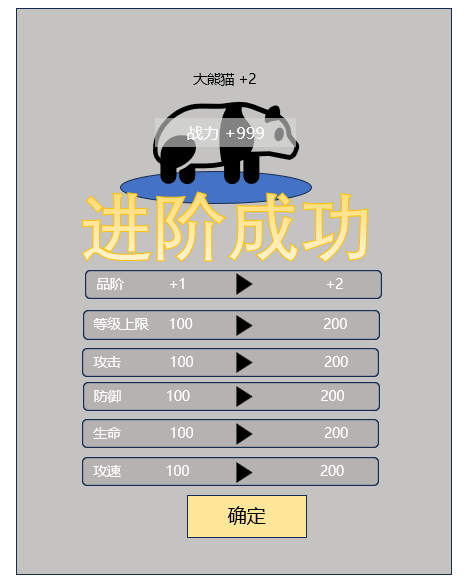 大熊猫 +2
战力 +999
进阶成功
品阶 +1 +2
等级上限 100 200
攻击 100 200
防御 100 200
生命 100 200
攻速 100 200
确定